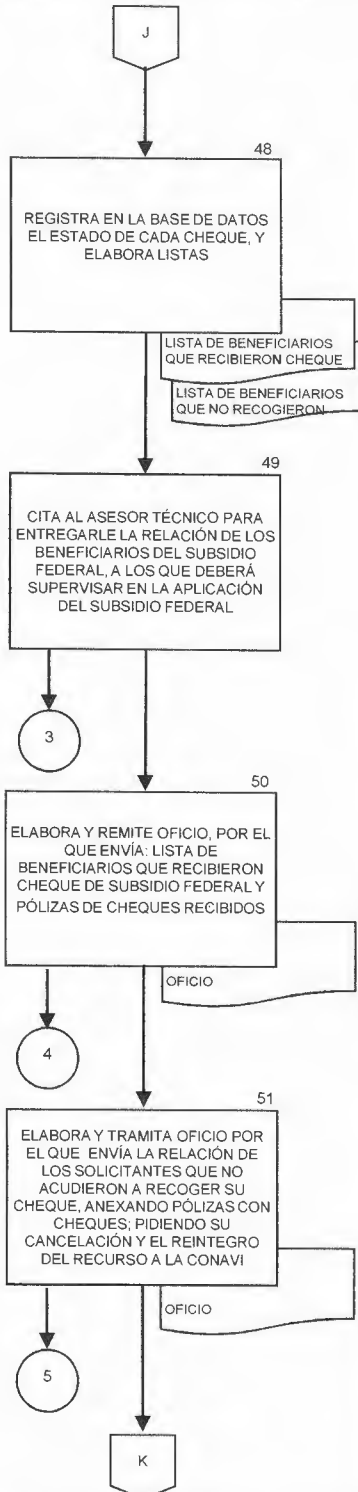 J
48
REGISTRA EN LA BASE DE DATOS
EL ESTADO DE CADA CHEQUE, Y
ELABORA LISTAS
LISTA DE BENEFICIARIOS
QUE RECIBIERON CHEQUE
LISTA DE BENEFICIARIOS
QUE NO RECOGIERON
49
CITA AL ASESOR TÉCNICO PARA
ENTREGARLE LA RELACIÓN DE LOS
BENEFICIARIOS DEL SUBSIDIO
FEDERAL, A LOS QUE DEBERÁ
SUPERVISAR EN LA APLICACIÓN
DEL SUBSIDIO FEDERAL
3
50
ELABORA Y REMITE OFICIO, POR EL
QUE ENVÍA: LISTA DE
BENEFICIARIOS QUE RECIBIERON
CHEQUE DE SUBSIDIO FEDERAL Y
PÓLIZAS DE CHEQUES RECIBIDOS
OFICIO
4
51
ELABORA Y TRAMITA OFICIO POR
EL QUE ENVÍA LA RELACIÓN DE
LOS SOLICITANTES QUE NO
ACUDIERON A RECOGER SU
CHEQUE, ANEXANDO PÓLIZAS CON
CHEQUES; PIDIENDO SU
CANCELACIÓN Y EL REINTEGRO
DEL RECURSO A LA CONAVI
OFICIO
5
K